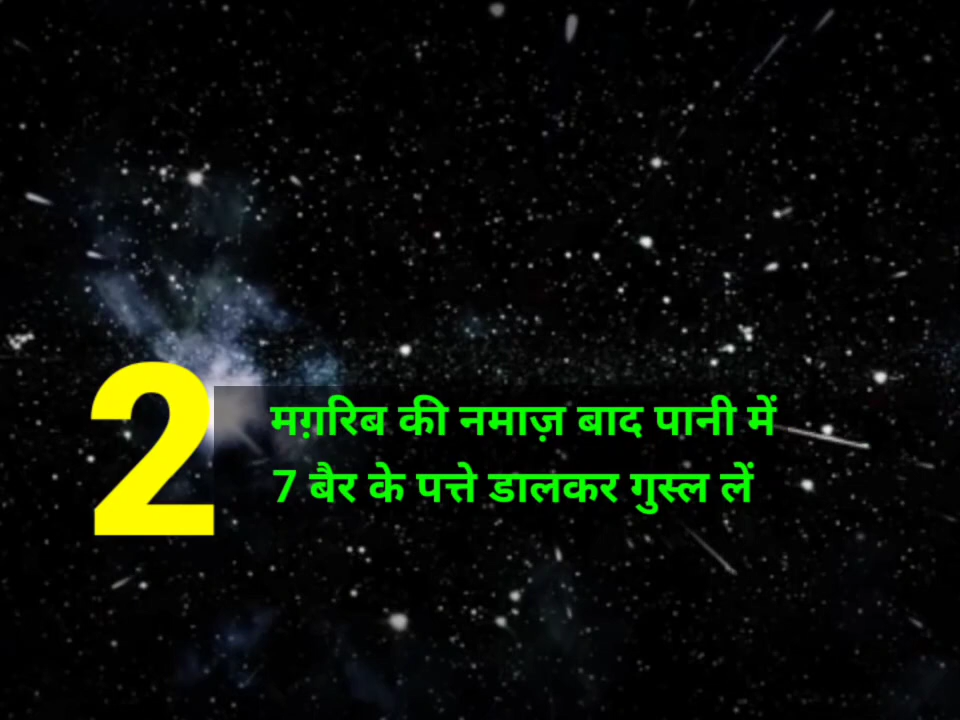 2
मग़रिब की नमाज़ बाद पानी में
7 बैर के पत्ते डालकर गुस्ल लें